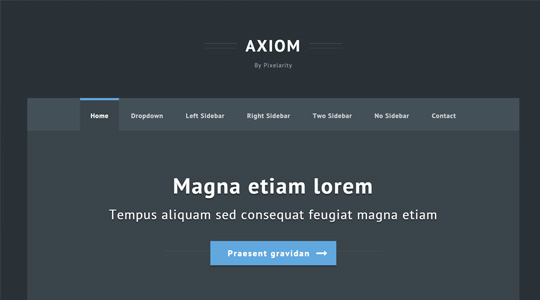 AXIOM
By Pixelarity
Home Dropdown Left Sidebar Right Sidebar Two Sidebar No Sidebar Contact
Magna etiam lorem
Tempus aliquam sed consequat feugiat magna etiam
Praesent gravidan